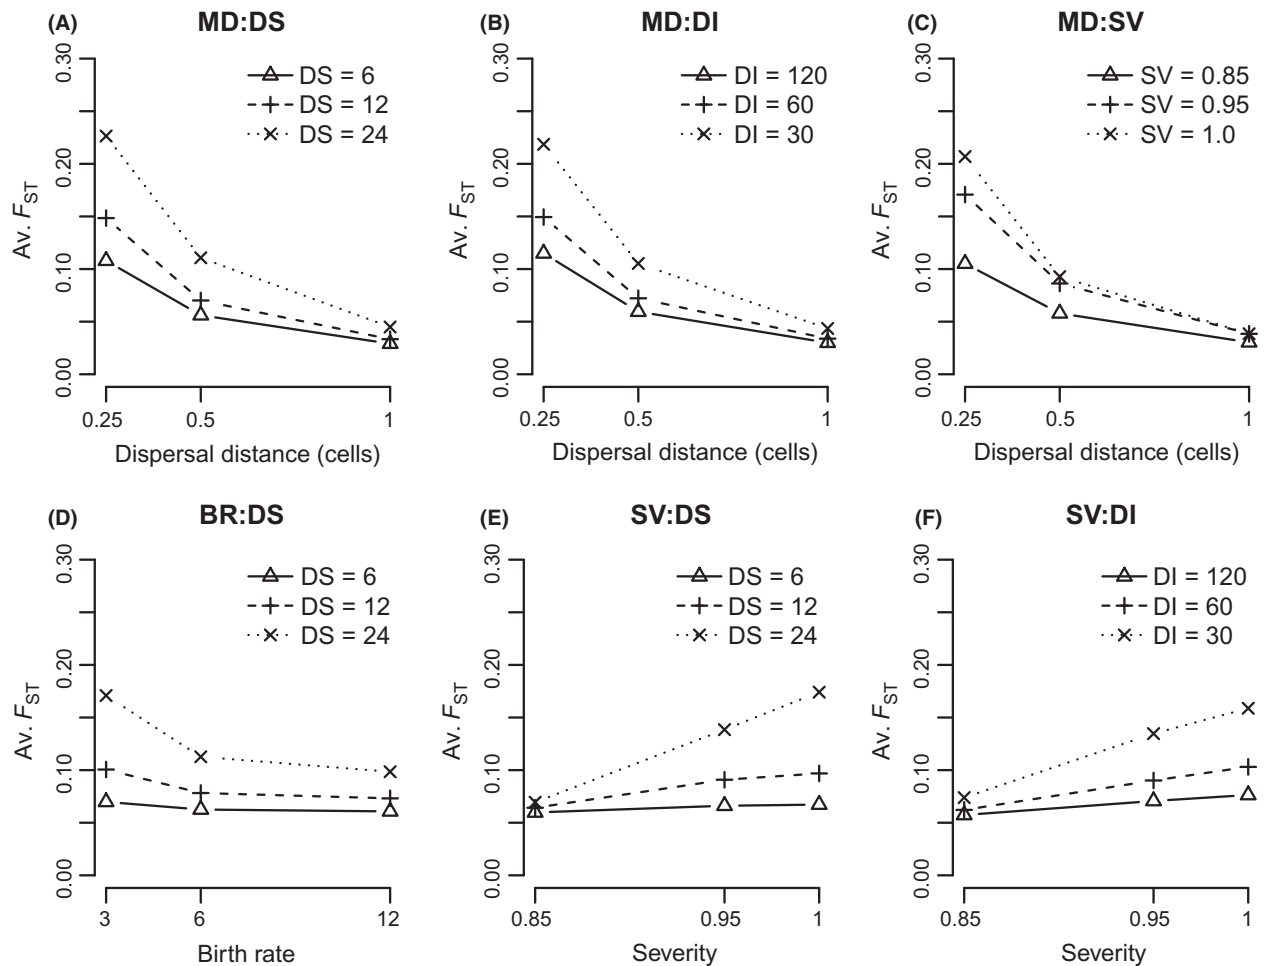 (A) MD:DS
0.30
0.20
0.10
0.00
Av. FST
DS = 6
DS = 12
DS = 24
0.25 0.5 1
Dispersal distance (cells)
(B) MD:DI
0.30
0.20
0.10
0.00
Av. FST
DI = 120
DI = 60
DI = 30
0.25 0.5 1
Dispersal distance (cells)
(C) MD:SV
0.30
0.20
0.10
0.00
Av. FST
SV = 0.85
SV = 0.95
SV = 1.0
0.25 0.5 1
Dispersal distance (cells)
(D) BR:DS
0.30
0.20
0.10
0.00
Av. FST
DS = 6
DS = 12
DS = 24
3 6 12
Birth rate
(E) SV:DS
0.30
0.20
0.10
0.00
Av. FST
DS = 6
DS = 12
DS = 24
0.85 0.95 1
Severity
(F) SV:DI
0.30
0.20
0.10
0.00
Av. FST
DI = 120
DI = 60
DI = 30
0.85 0.95 1
Severity